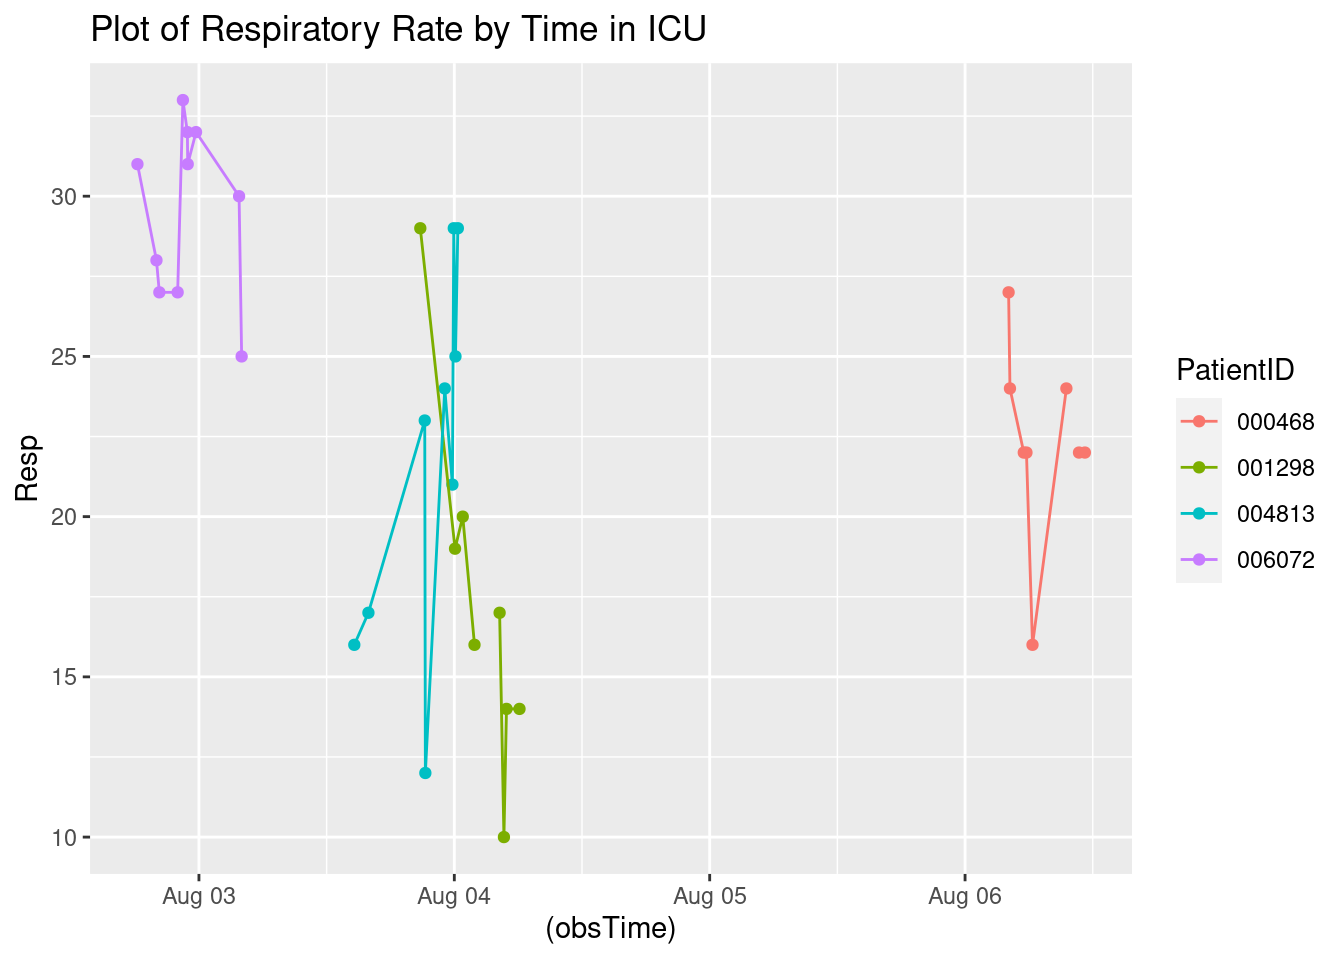 Plot of Respiratory Rate by Time in ICU
30
25
20
15
10
Resp
Aug 03
Aug 04
Aug 05
Aug 06
(obsTime)
PatientID
000468
001298
004813
006072